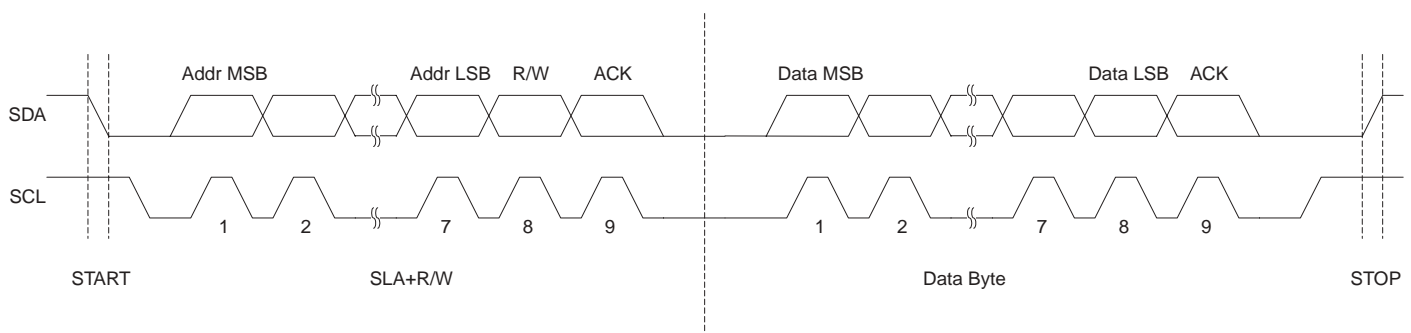 Addr MSB Addr LSB R/W ACK Data MSB Data LSB ACK
SDA
SCL
1 2 7 8 9 1 2 7 8 9
START SLA+R/W Data Byte STOP